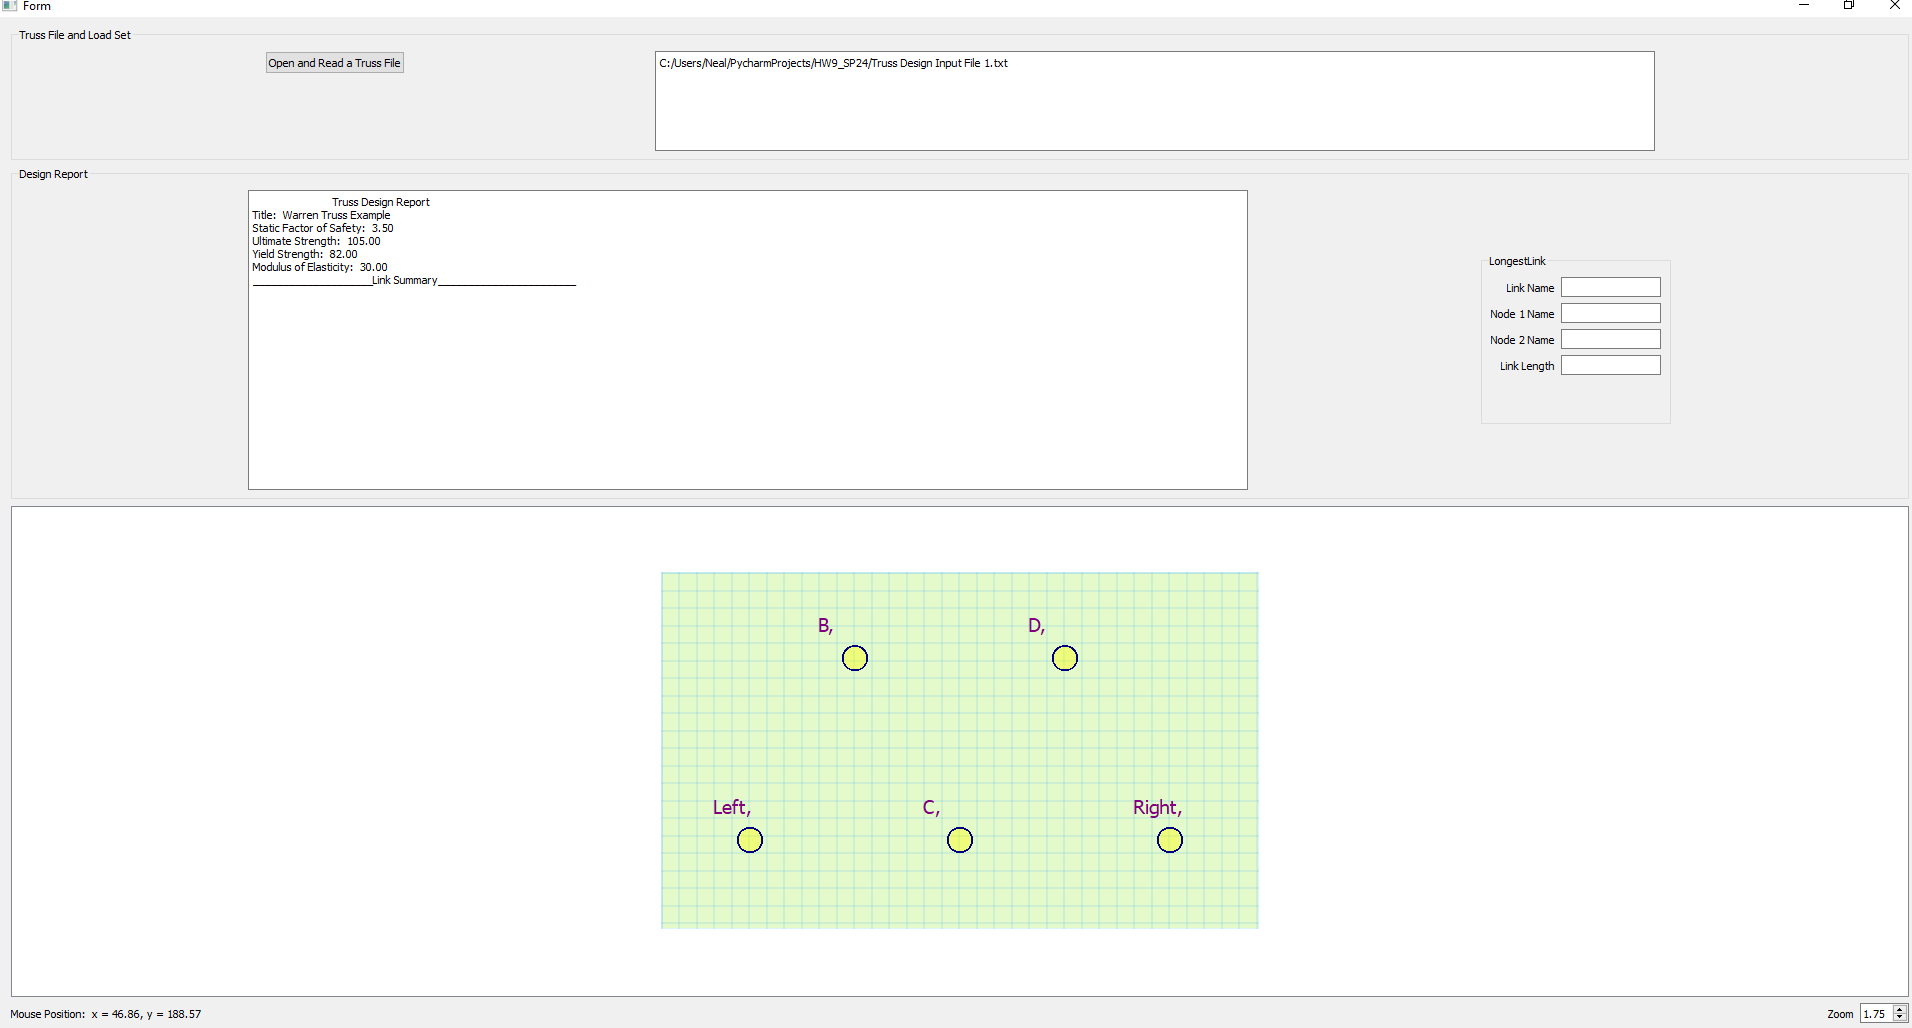 Form
Truss File and Load Set
Open and Read a Truss File
C:/Users/Neal/PycharmProjects/HW9_SP24/Truss Design Input File 1.txt
Design Report
Truss Design Report
Title:  Warren Truss Example
Static Factor of Safety:  3.50
Ultimate Strength:  105.00
Yield Strength:  82.00
Modulus of Elasticity:  30.00
____________________Link Summary_______________________
LongestLink
Link Name
Node 1 Name
Node 2 Name
Link Length
B,
D,
Left,
C,
Right,
Mouse Position:  x = 46.86, y = 188.57
Zoom
1.75